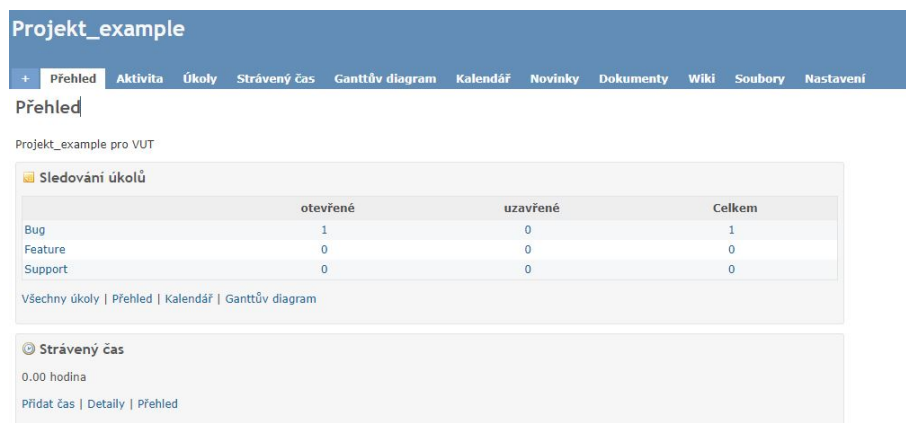 Projekt_example
+ Přehled Aktivita Úkoly Strávený čas Ganttův diagram Kalendář Novinky Dokumenty Wiki Soubory Nastavení
Přehled
Projekt_example pro VUT
Sledování úkolů
otevřené uzavřené Celkem
Bug 1 0 1
Feature 0 0 0
Support 0 0 0
Všechny úkoly | Přehled | Kalendář | Ganttův diagram
Strávený čas
0.00 hodina
Přidat čas | Detaily | Přehled